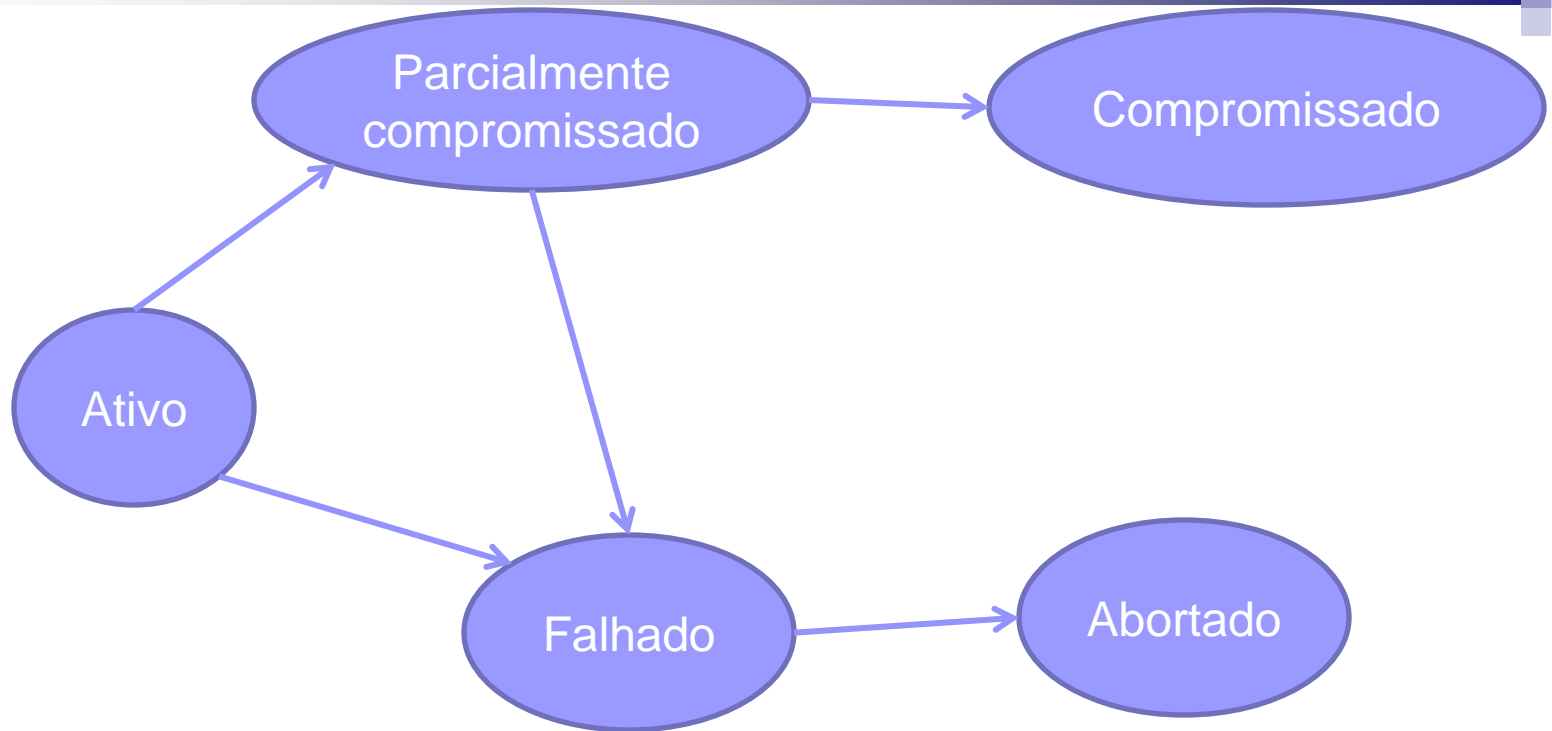 Parcialmente
compromissado
Compromissado
Ativo
Falhado
Abortado